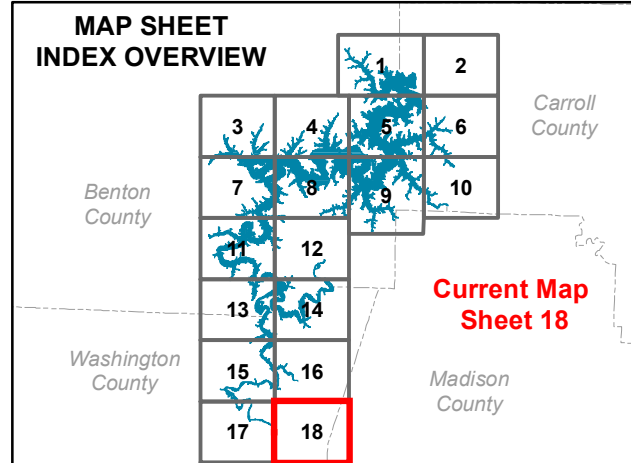 MAP SHEET
INDEX OVERVIEW
1
2
3
4
5
6
Carroll
County
Benton
County
7
8
9
10
11
12
Current Map
Sheet 18
13
14
Washington
County
15
16
Madison
County
17
18